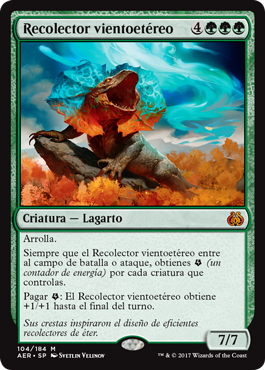 Recolector vientoetéreo 4
Criatura — Lagarto
Arrolla.
Siempre que el Recolector vientoetéreo entre
al campo de batalla o ataque, obtienes (un
contador de energía) por cada criatura que
controlas.
Pagar : El Recolector vientoetéreo obtiene
+1/+1 hasta el final del turno.
Sus crestas inspiraron el diseño de eficientes
recolectores de éter.
7/7
104/184 M
AER • SP Svetlin Velinov
™ & © 2017 Wizards of the Coast